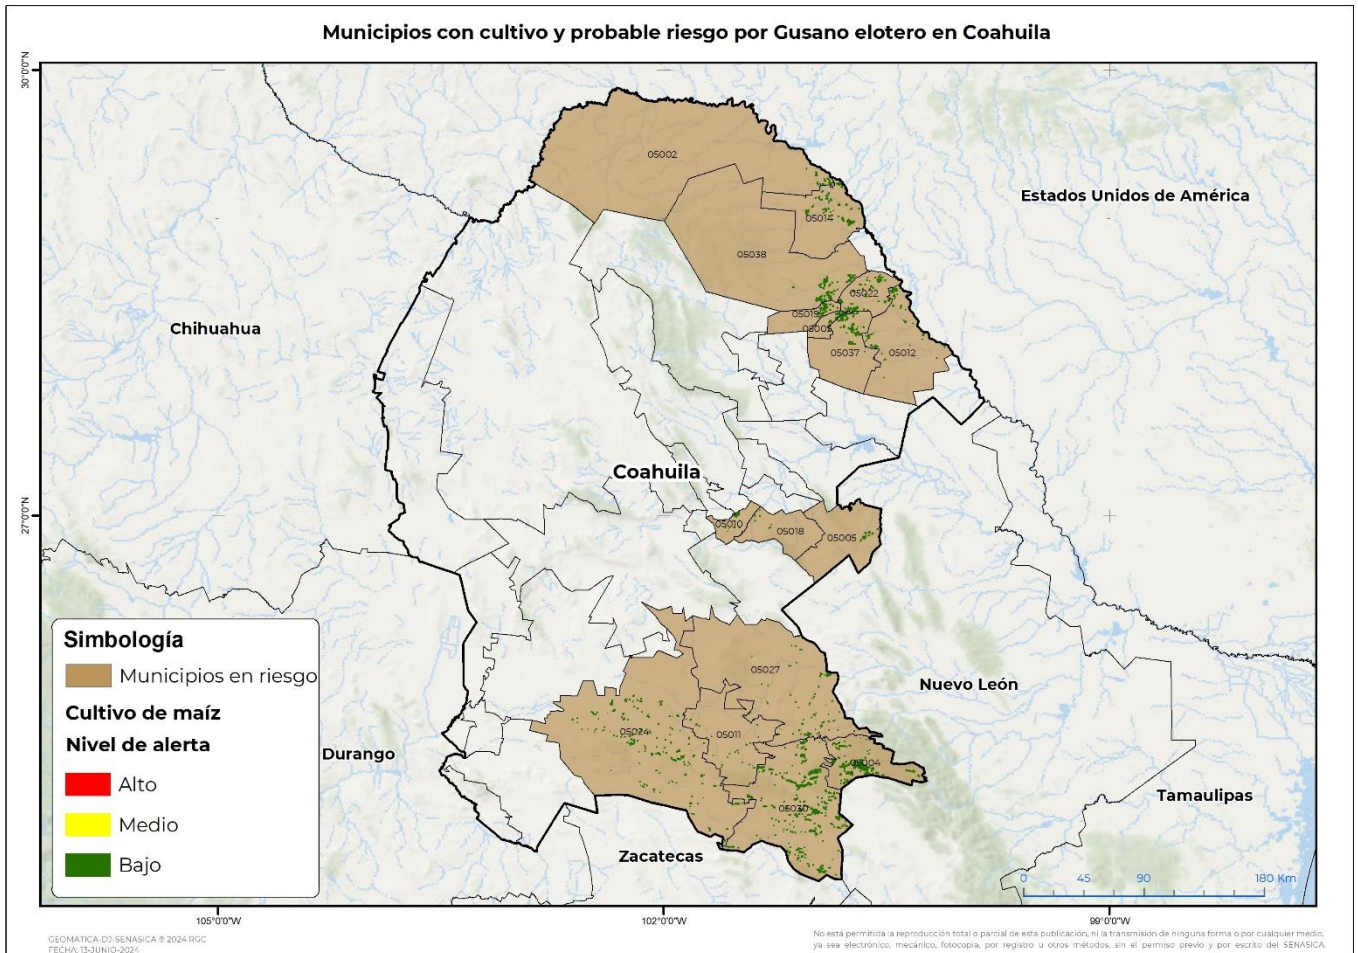 Municipios con cultivo y probable riesgo por Gusano elotero en Coahuila
30°0'0"N
05002
Estados Unidos de América
05014
05038
05022
Chihuahua
05019
05037
05012
Coahuila
27°0'0"N
05010
05018
05005
Simbología
Municipios en riesgo
Cultivo de maíz
Nivel de alerta
Alto
Medio
Bajo
05027
Nuevo León
05024
05011
Durango
05004
Tamaulipas
05030
Zacatecas
0 45 90 180 Km
105°0'0"W
102°0'0"W
99°0'0"W
GEOMATICA-DJ-SENASICA ® 2024 RGC
FECHA: 13-JUNIO-2024
No está permitida la reproducción total o parcial de esta publicación, ni la transmisión de ninguna forma o por cualquier medio,
ya sea electrónico, mecánico, fotocopia, por registro u otros métodos, sin el permiso previo y por escrito del SENASICA.